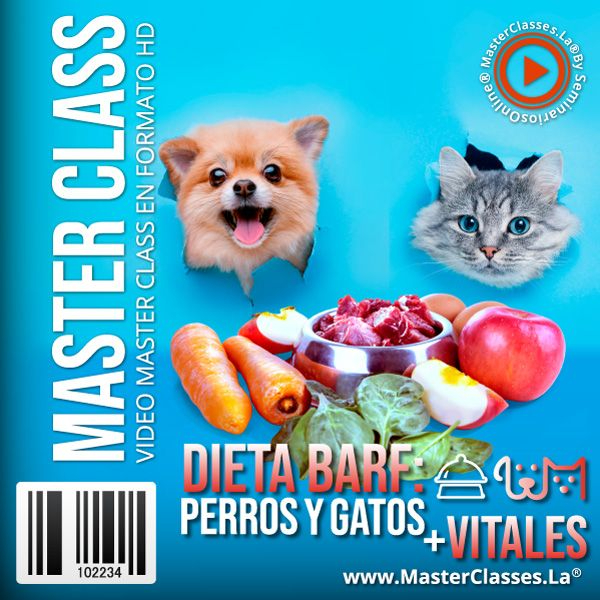 MASTER CLASS
VIDEO MASTER CLASS EN FORMATO HD
MasterClasses.La®By SeminariosOnline®
DIETA BARF:
PERROS Y GATOS
+VITALES
102234
www.MasterClasses.La®